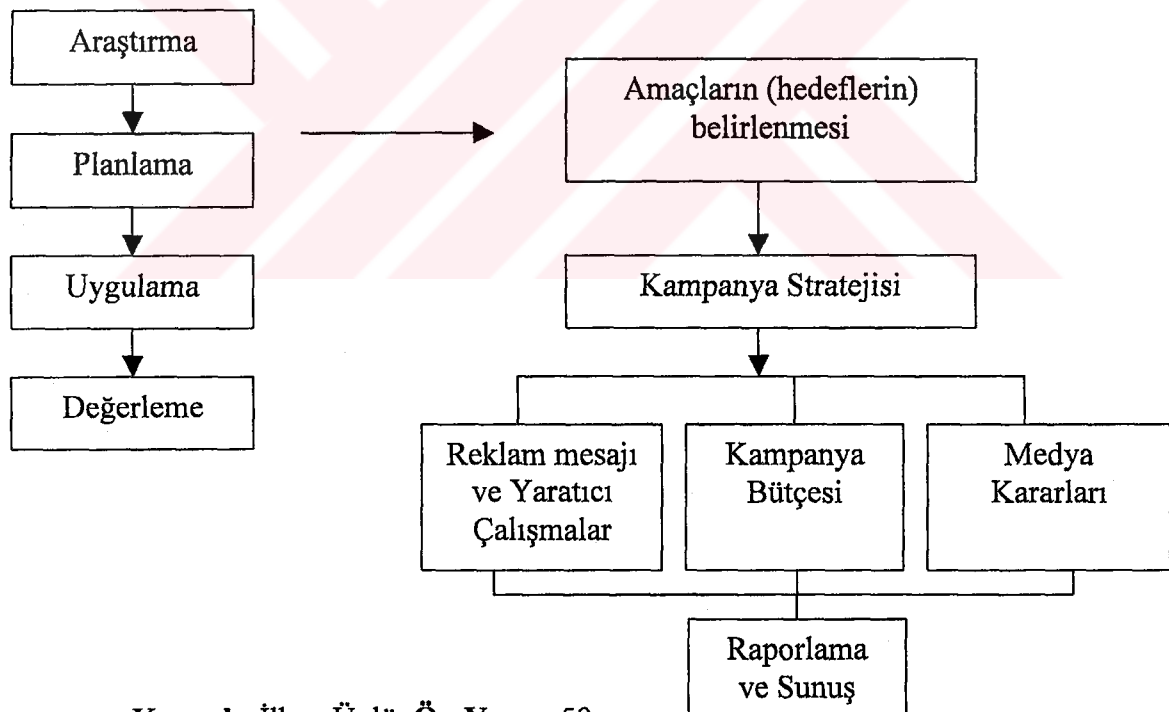 Araştırma
Planlama
Uygulama
Değerleme
Amaçların (hedeflerin)
belirlenmesi
Kampanya Stratejisi
Reklam mesajı
ve Yaratıcı
Çalışmalar
Kampanya
Bütçesi
Medya
Kararları
Raporlama
ve Sunuş